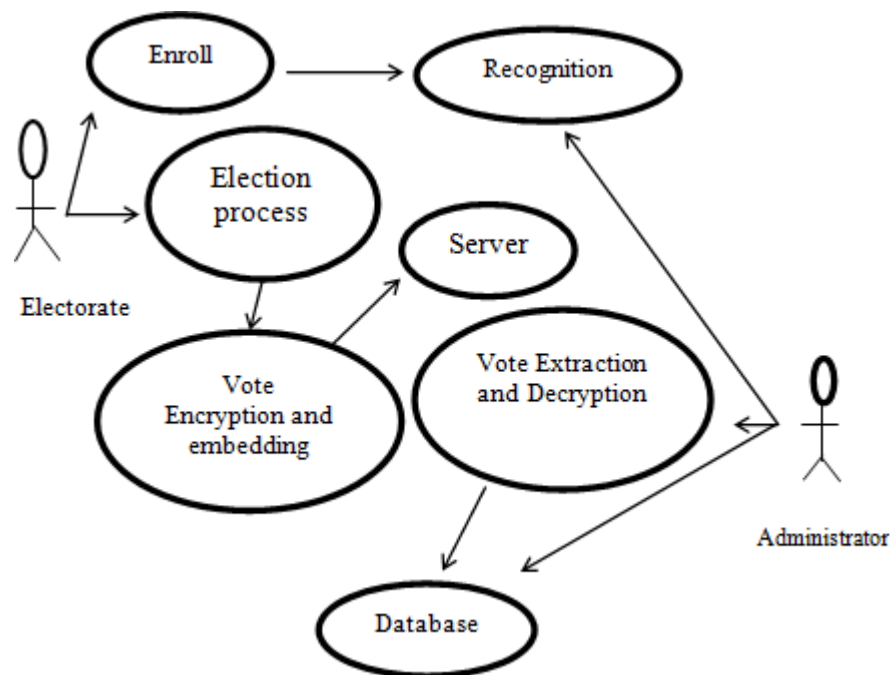 Enroll
Recognition
Election
process
Server
Electorate
Vote Extraction
and Decryption
Vote
Encryption and
embedding
Administrator
Database